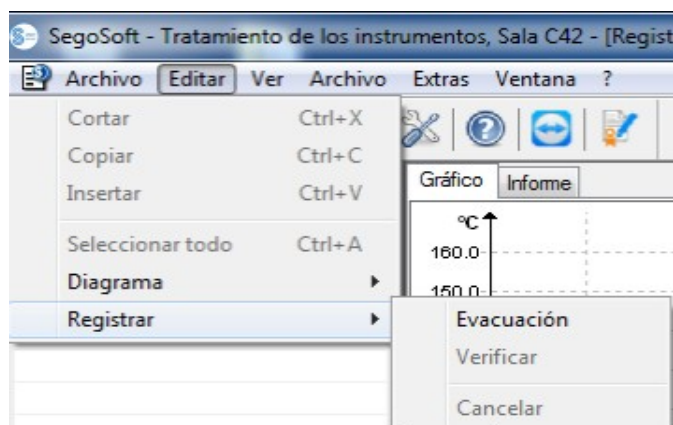 SegoSoft - Tratamiento de los instrumentos, Sala C42 - [Regist
Archivo Editar Ver Archivo Extras Ventana ?
Cortar Ctrl+X
Copiar Ctrl+C
Insertar Ctrl+V
Seleccionar todo Ctrl+A
Diagrama
Registrar
Gráfico Informe
°C
160.0
150.0
Evacuación
Verificar
Cancelar